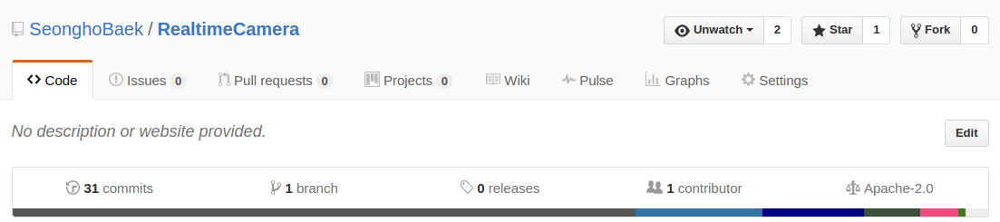 SeonghoBaek / RealtimeCamera Unwatch 2 Star 1 Fork 0
Code Issues 0 Pull requests 0 Projects 0 Wiki Pulse Graphs Settings
No description or website provided. Edit
31 commits 1 branch 0 releases 1 contributor Apache-2.0